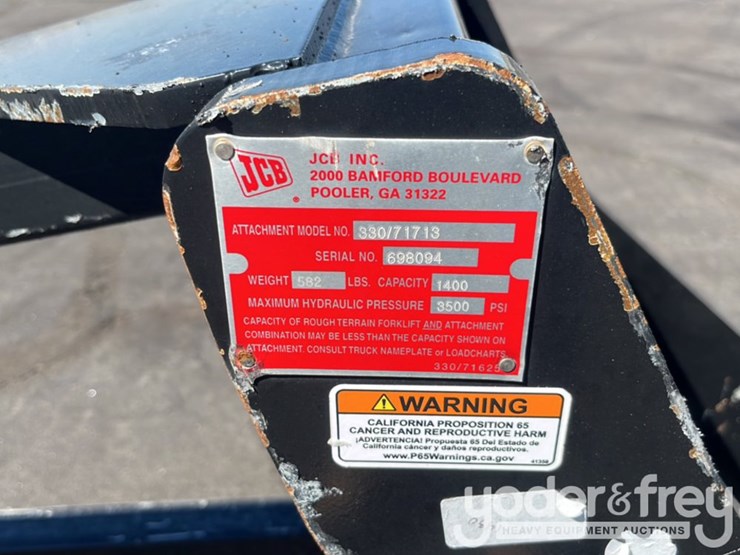 JCB
JCB INC.
2000 BAMFORD BOULEVARD
POOLER, GA 31322
ATTACHMENT MODEL NO. 330/71713
SERIAL NO. 698094
WEIGHT 582 LBS. CAPACITY 1400
MAXIMUM HYDRAULIC PRESSURE 3500 PSI
CAPACITY OF ROUGH TERRAIN FORKLIFT AND ATTACHMENT
COMBINATION MAY BE LESS THAN THE CAPACITY SHOWN ON
ATTACHMENT. CONSULT TRUCK NAMEPLATE or LOADCHARTS.
330/71625
WARNING
CALIFORNIA PROPOSITION 65
CANCER AND REPRODUCTIVE HARM
¡ADVERTENCIA! Propuesta 65 Del Estado de
California cáncer y daños reproductivos.
www.P65Warnings.ca.gov
41358
yoder&frey
HEAVY EQUIPMENT AUCTIONS